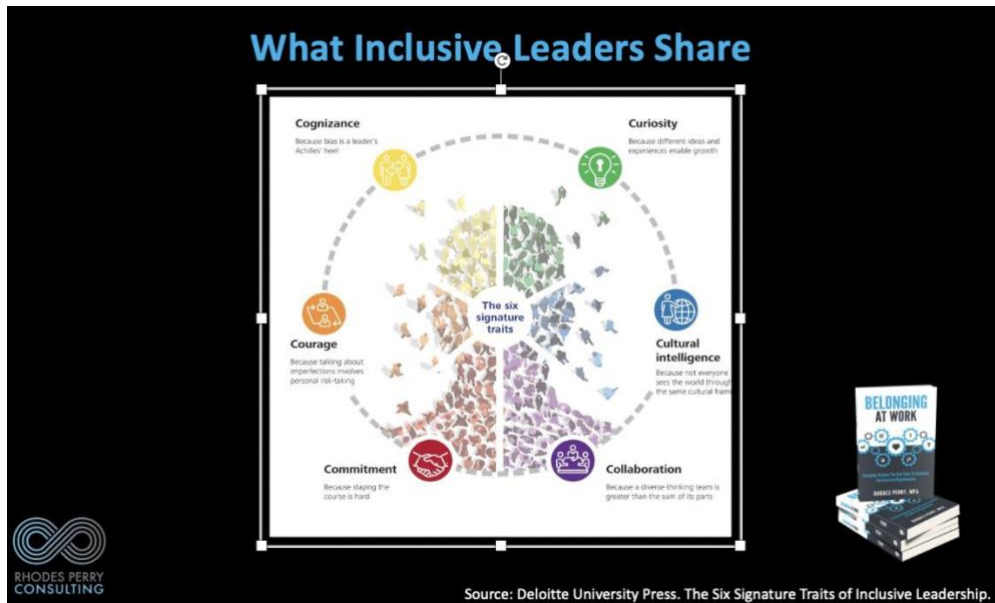 What Inclusive Leaders Share
Cognizance
Because bias is a leader's
Achilles' heel
Curiosity
Because different ideas and
experiences enable growth
The six
signature
traits
Courage
Because talking about
imperfections involves
personal risk-taking
Cultural
intelligence
Because not everyone
sees the world through
the same cultural frame
Commitment
Because staying the
course is hard
Collaboration
Because a diverse-thinking team is
greater than the sum of its parts
BELONGING
AT WORK
RHODES PERRY, MPA
RHODES PERRY
CONSULTING
Source: Deloitte University Press. The Six Signature Traits of Inclusive Leadership.